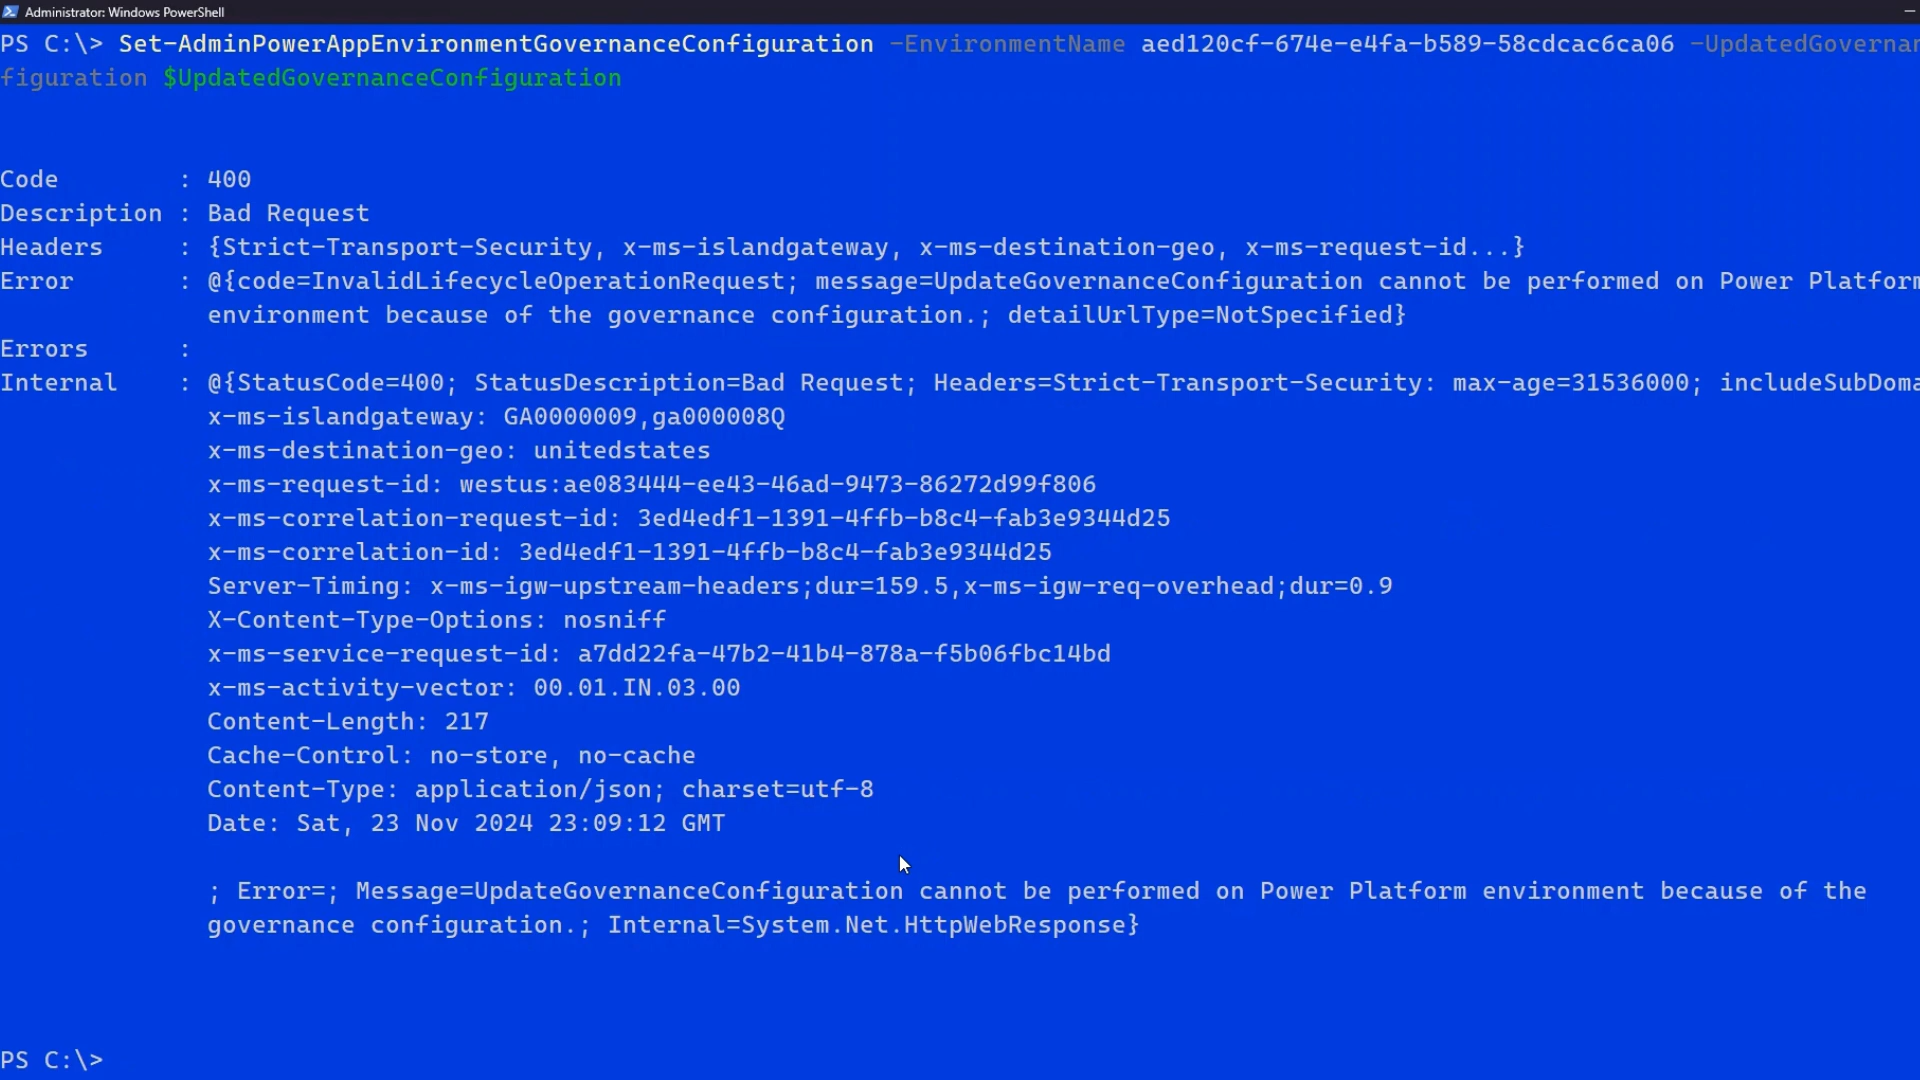 Administrator: Windows PowerShell
PS C:\> Set-AdminPowerAppEnvironmentGovernanceConfiguration -EnvironmentName aed120cf-674e-e4fa-b589-58cdcac6ca06 -UpdatedGovernan
figuration $UpdatedGovernanceConfiguration
Code : 400
Description : Bad Request
Headers : {Strict-Transport-Security, x-ms-islandgateway, x-ms-destination-geo, x-ms-request-id...}
Error : @{code=InvalidLifecycleOperationRequest; message=UpdateGovernanceConfiguration cannot be performed on Power Platform
environment because of the governance configuration.; detailUrlType=NotSpecified}
Errors :
Internal : @{StatusCode=400; StatusDescription=Bad Request; Headers=Strict-Transport-Security: max-age=31536000; includeSubDoma
x-ms-islandgateway: GA0000009,ga000008Q
x-ms-destination-geo: unitedstates
x-ms-request-id: westus:ae083444-ee43-46ad-9473-86272d99f806
x-ms-correlation-request-id: 3ed4edf1-1391-4ffb-b8c4-fab3e9344d25
x-ms-correlation-id: 3ed4edf1-1391-4ffb-b8c4-fab3e9344d25
Server-Timing: x-ms-igw-upstream-headers;dur=159.5,x-ms-igw-req-overhead;dur=0.9
X-Content-Type-Options: nosniff
x-ms-service-request-id: a7dd22fa-47b2-41b4-878a-f5b06fbc14bd
x-ms-activity-vector: 00.01.IN.03.00
Content-Length: 217
Cache-Control: no-store, no-cache
Content-Type: application/json; charset=utf-8
Date: Sat, 23 Nov 2024 23:09:12 GMT
; Error=; Message=UpdateGovernanceConfiguration cannot be performed on Power Platform environment because of the
governance configuration.; Internal=System.Net.HttpWebResponse}
PS C:\>